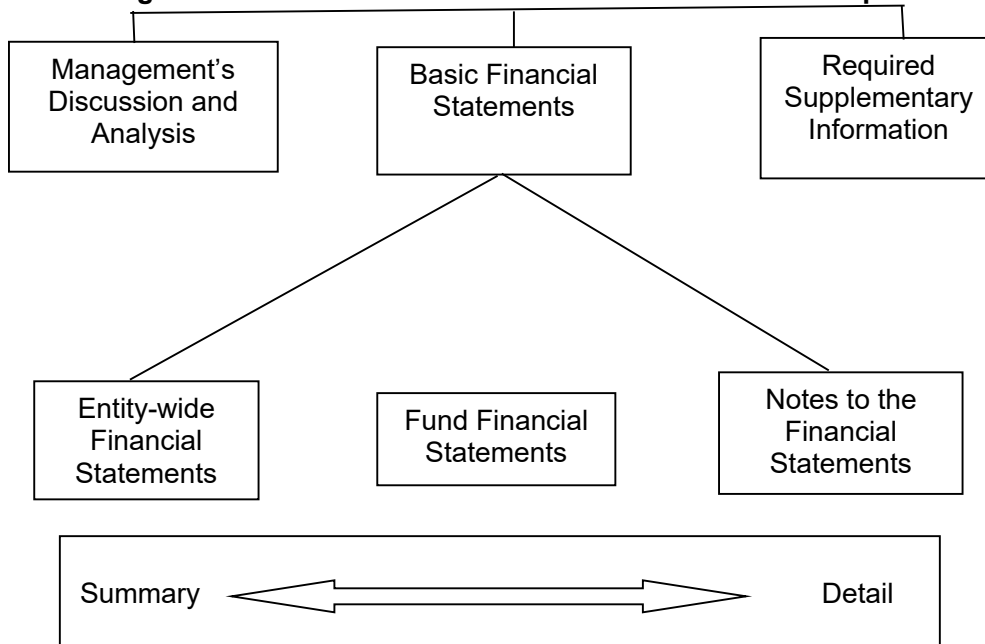 Management’s
Discussion and
Analysis
Basic Financial
Statements
Required
Supplementary
Information
Entity-wide
Financial
Statements
Fund Financial
Statements
Notes to the
Financial
Statements
Summary
Detail